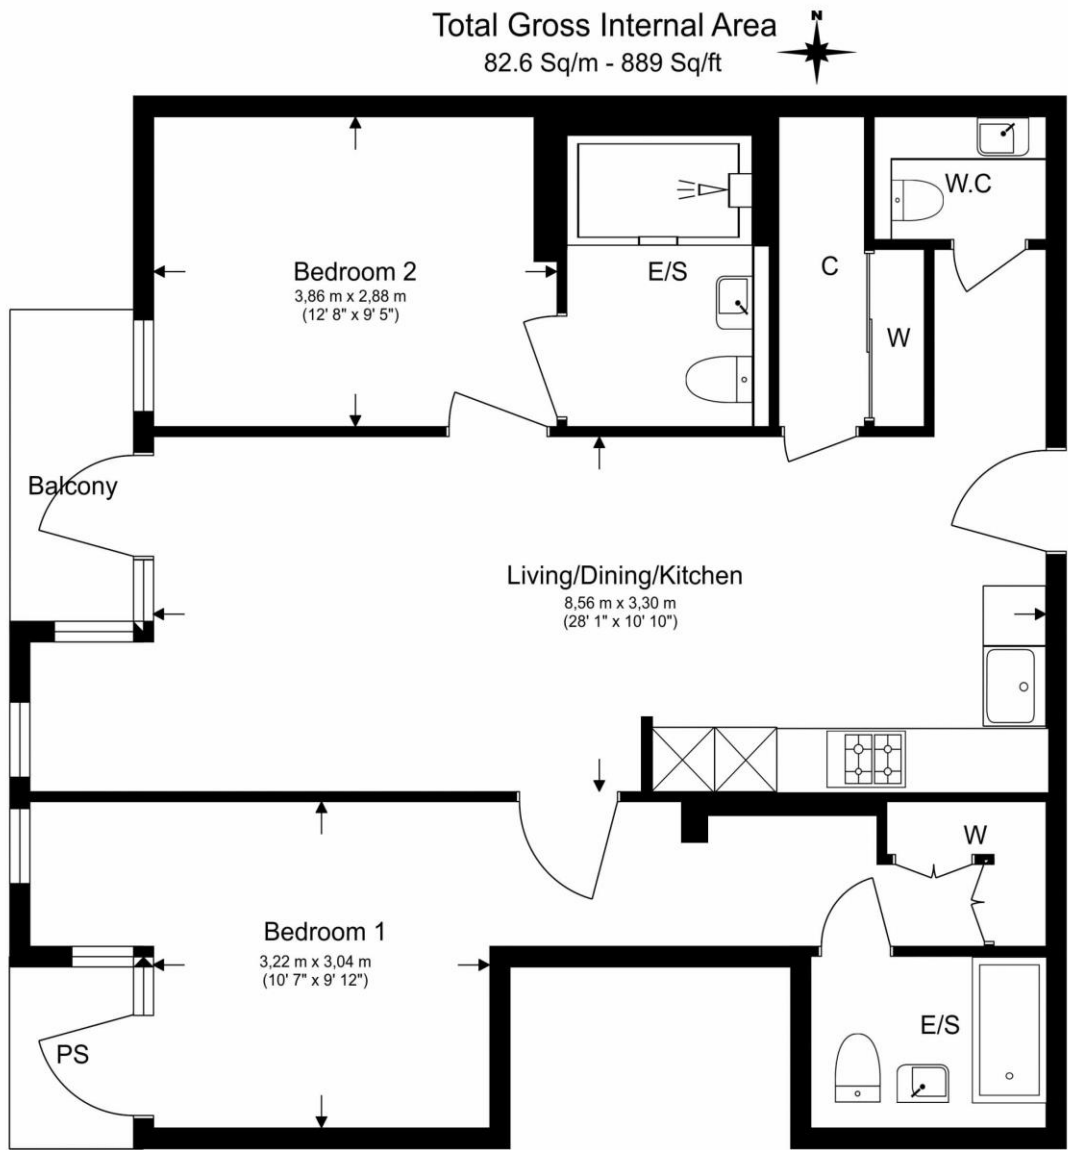 Total Gross Internal Area
82.6 Sq/m - 889 Sq/ft
N
W.C
Bedroom 2
3,86 m x 2,88 m
(12' 8" x 9' 5")
E/S
C
W
Balcony
Living/Dining/Kitchen
8,56 m x 3,30 m
(28' 1" x 10' 10")
W
Bedroom 1
3,22 m x 3,04 m
(10' 7" x 9' 12")
E/S
PS